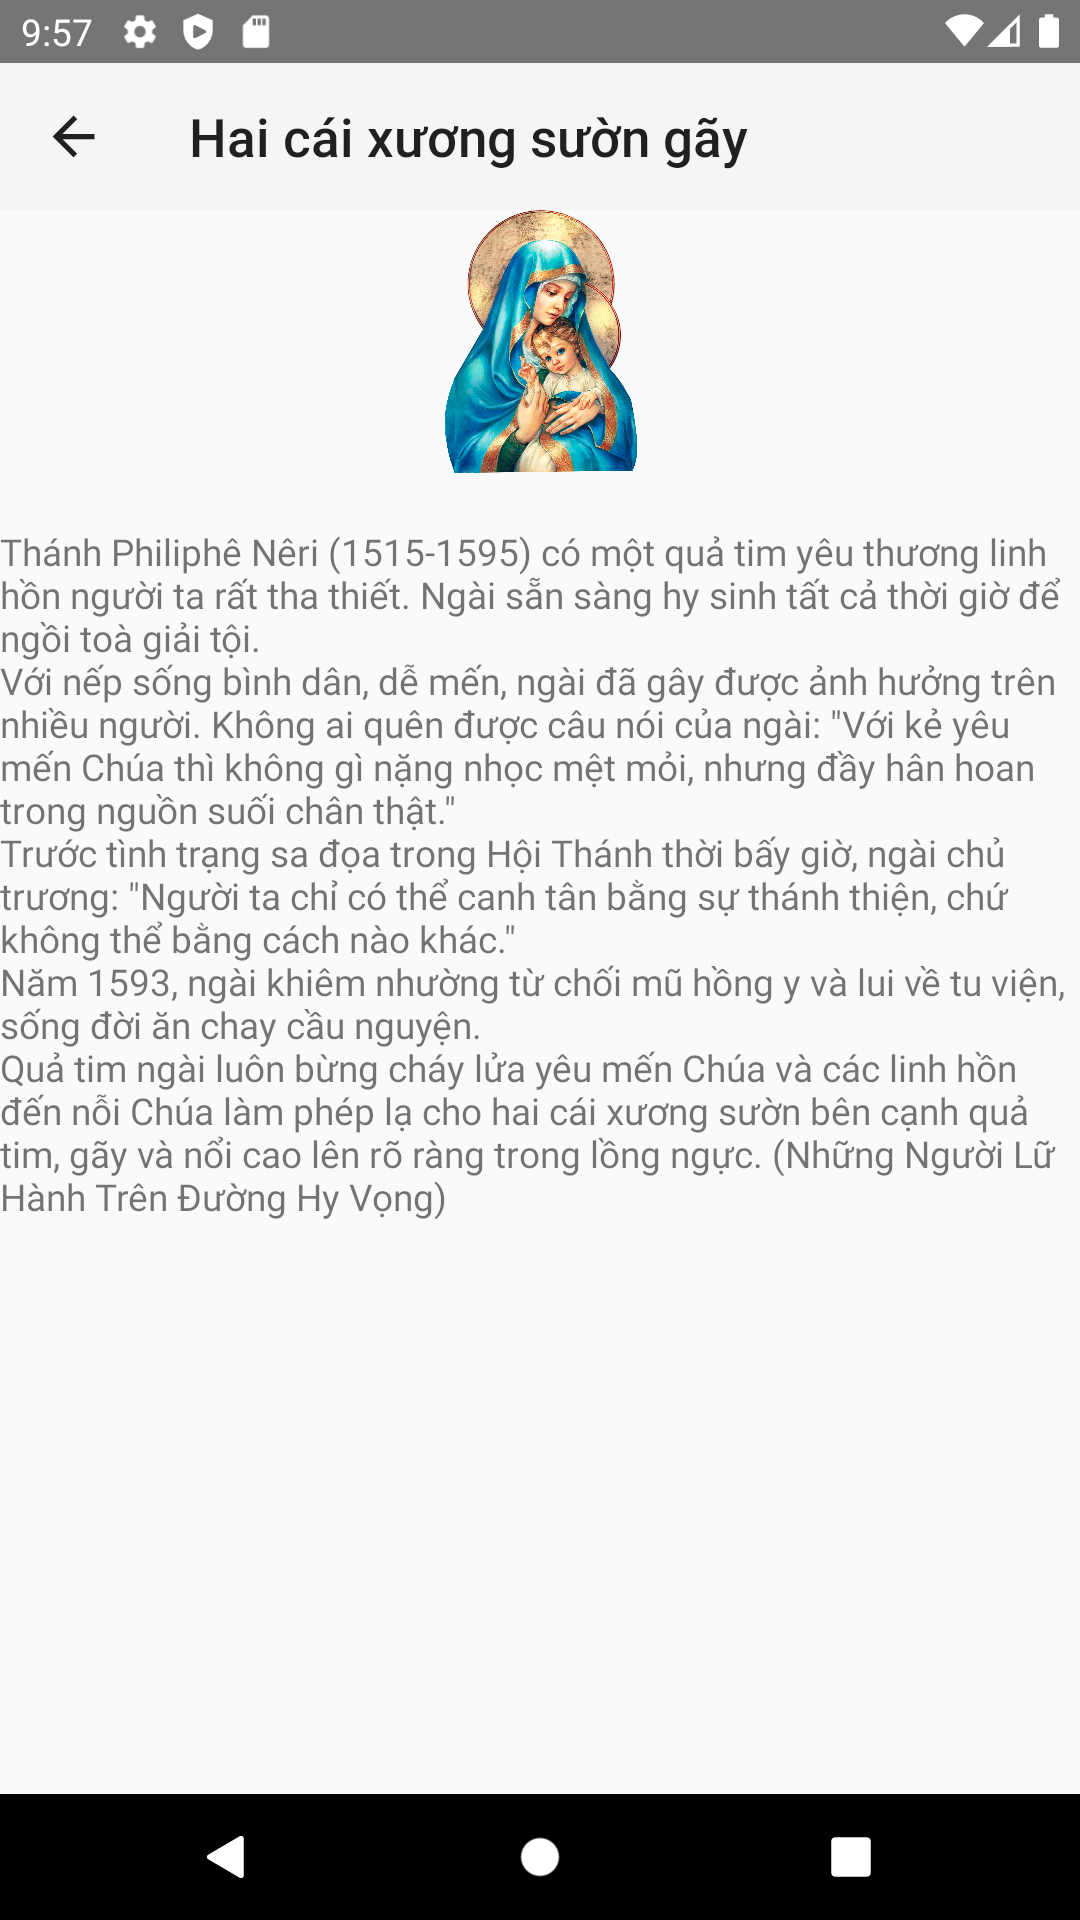 9:57
Hai cái xương sườn gãy
Thánh Philiphê Nêri (1515-1595) có một quả tim yêu thương linh
hồn người ta rất tha thiết. Ngài sẵn sàng hy sinh tất cả thời giờ để
ngồi toà giải tội.
Với nếp sống bình dân, dễ mến, ngài đã gây được ảnh hưởng trên
nhiều người. Không ai quên được câu nói của ngài: "Với kẻ yêu
mến Chúa thì không gì nặng nhọc mệt mỏi, nhưng đầy hân hoan
trong nguồn suối chân thật."
Trước tình trạng sa đọa trong Hội Thánh thời bấy giờ, ngài chủ
trương: "Người ta chỉ có thể canh tân bằng sự thánh thiện, chứ
không thể bằng cách nào khác."
Năm 1593, ngài khiêm nhường từ chối mũ hồng y và lui về tu viện,
sống đời ăn chay cầu nguyện.
Quả tim ngài luôn bừng cháy lửa yêu mến Chúa và các linh hồn
đến nỗi Chúa làm phép lạ cho hai cái xương sườn bên cạnh quả
tim, gãy và nổi cao lên rõ ràng trong lồng ngực. (Những Người Lữ
Hành Trên Đường Hy Vọng)